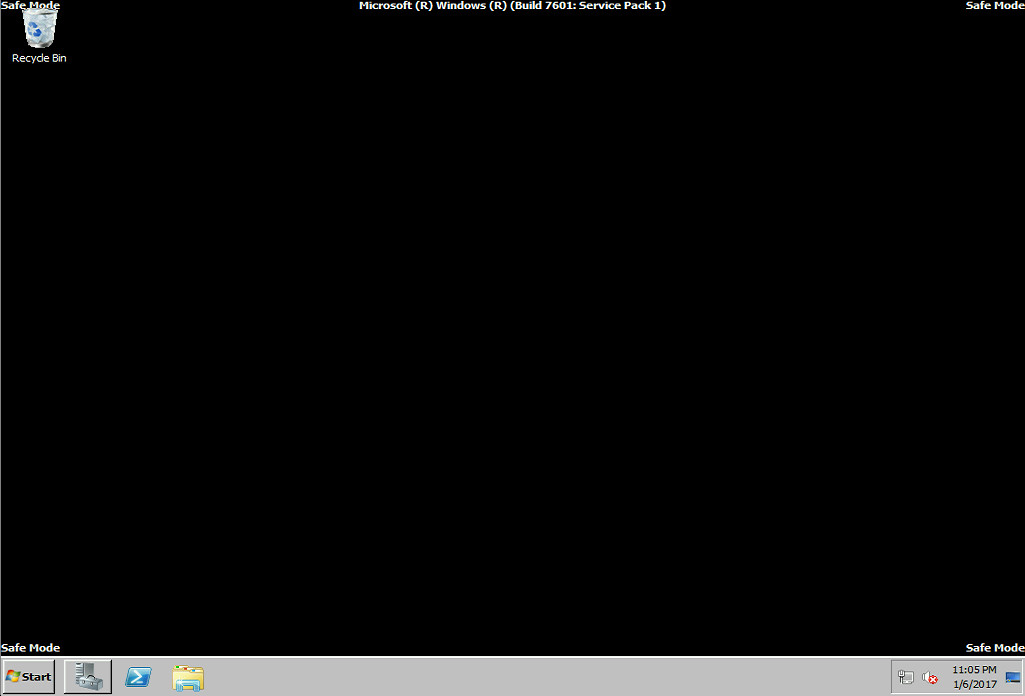 Safe Mode
Microsoft (R) Windows (R) (Build 7601: Service Pack 1)
Safe Mode
Recycle Bin
Safe Mode
Safe Mode
Start
11:05 PM
1/6/2017